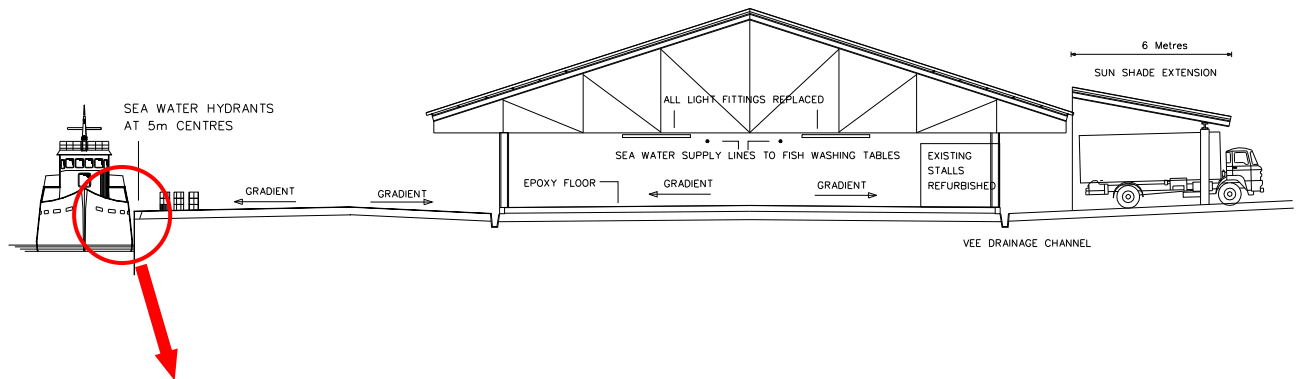 6 Metres
SUN SHADE EXTENSION
SEA WATER HYDRANTS
AT 5m CENTRES
ALL LIGHT FITTINGS REPLACED
SEA WATER SUPPLY LINES TO FISH WASHING TABLES
EXISTING
STALLS
REFURBISHED
EPOXY FLOOR
GRADIENT
GRADIENT
GRADIENT
GRADIENT
VEE DRAINAGE CHANNEL